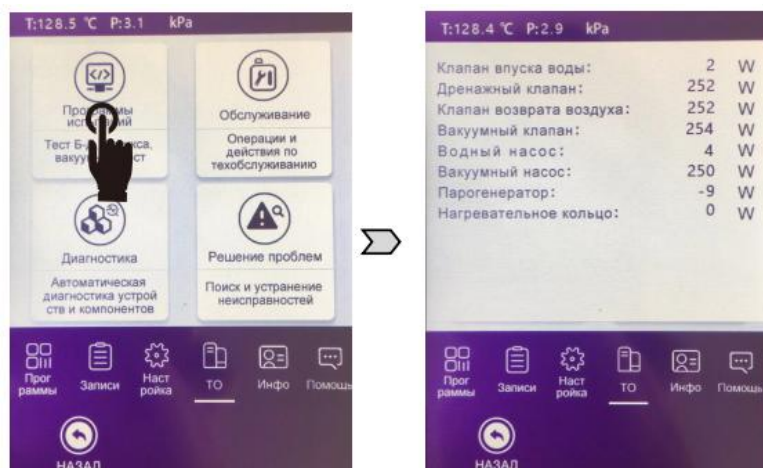 T:128.5 ℃ P:3.1 kPa
Программы
испытаний
Обслуживание
вакуу
Операции и
действия по
техобслуживанию
Диагностика
Решение проблем
Автоматическая
диагностика устрой
ств и компонентов
Поиск и устранение
неисправностей
Прог
раммы
Записи
Наст
ройка
ТО
Инфо
Помощь
НАЗАД
T:128.4 ℃ P:2.9 kPa
Клапан впуска воды: 2 W
Дренажный клапан: 252 W
Клапан возврата воздуха: 252 W
Вакуумный клапан: 254 W
Водный насос: 4 W
Вакуумный насос: 250 W
Парогенератор: -9 W
Нагревательное кольцо: 0 W
Прог
раммы
Записи
Наст
ройка
ТО
Инфо
Помощь
НАЗАД